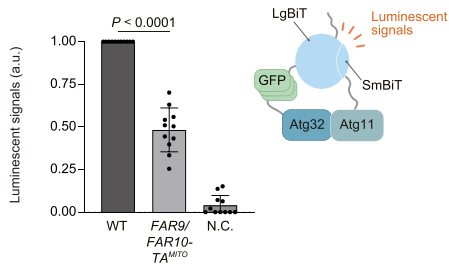 P < 0.0001
Luminescent signals (a.u.)
1.00
0.75
0.50
0.25
0.00
WT
FAR9/
FAR10-
TA^MITO
N.C.
LgBiT
Luminescent
signals
SmBiT
GFP
Atg32
Atg11